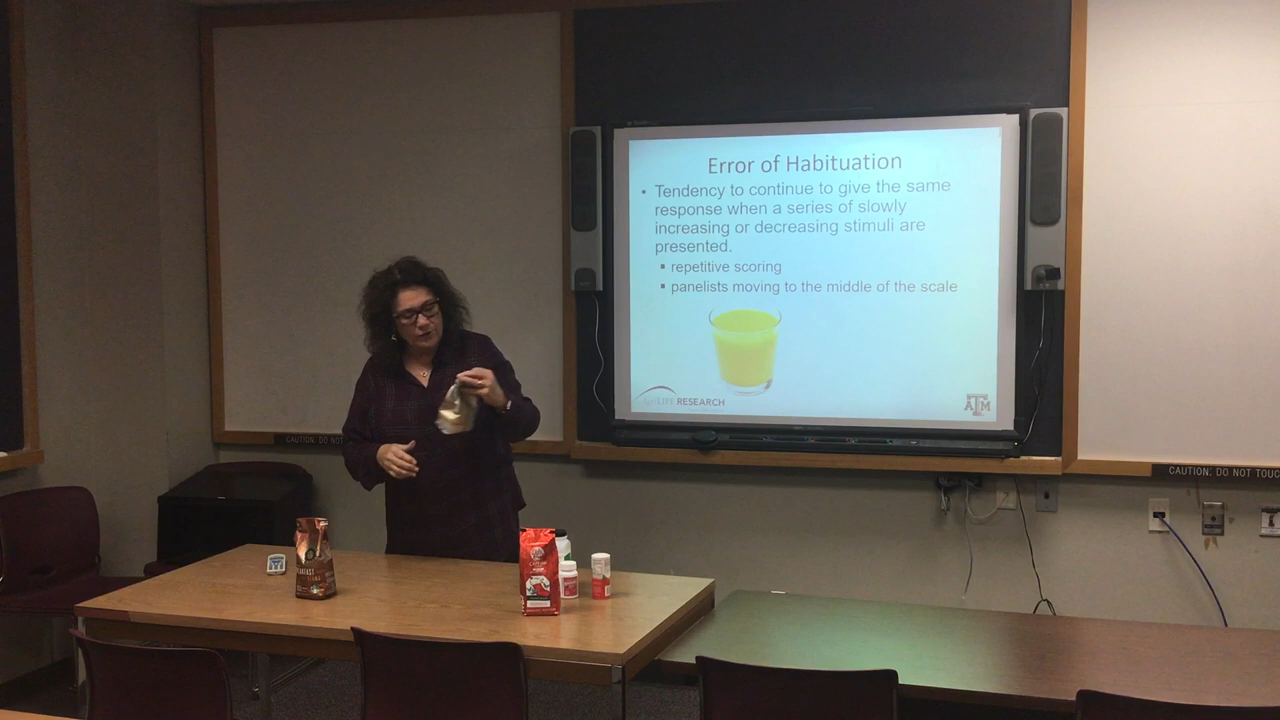 Error of Habituation
• Tendency to continue to give the same
response when a series of slowly
increasing or decreasing stimuli are
presented.
▪ repetitive scoring
▪ panelists moving to the middle of the scale
LIFE RESEARCH
ATM
CAUTION: DO NOT
CAUTION: DO NOT TOUC